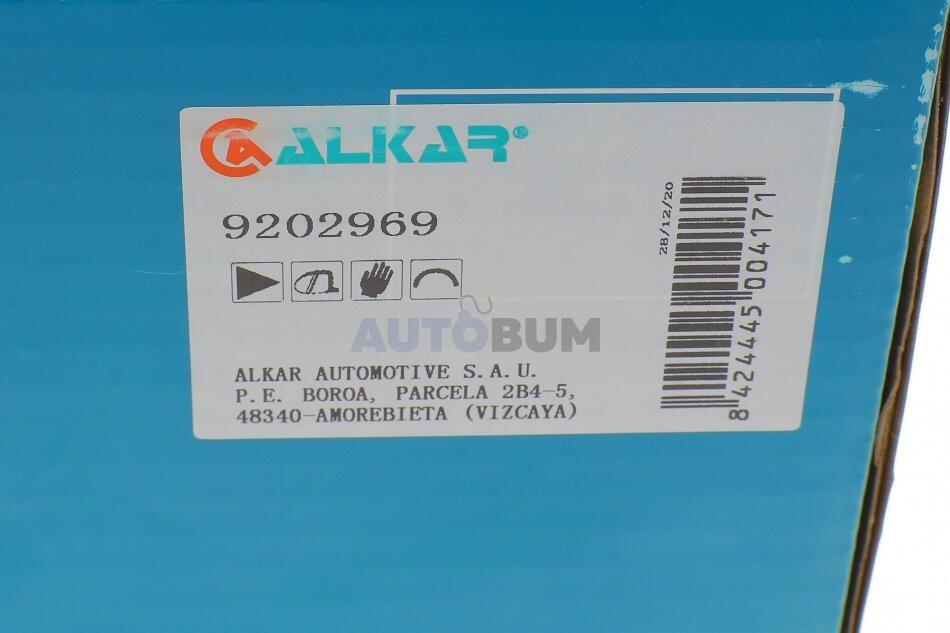 ALKAR®
9202969
28/12/20
8 424445 004171
AUTOBUM
ALKAR AUTOMOTIVE S.A.U.
P.E. BOROA, PARCELA 2B4-5,
48340-AMOREBIETA (VIZCAYA)